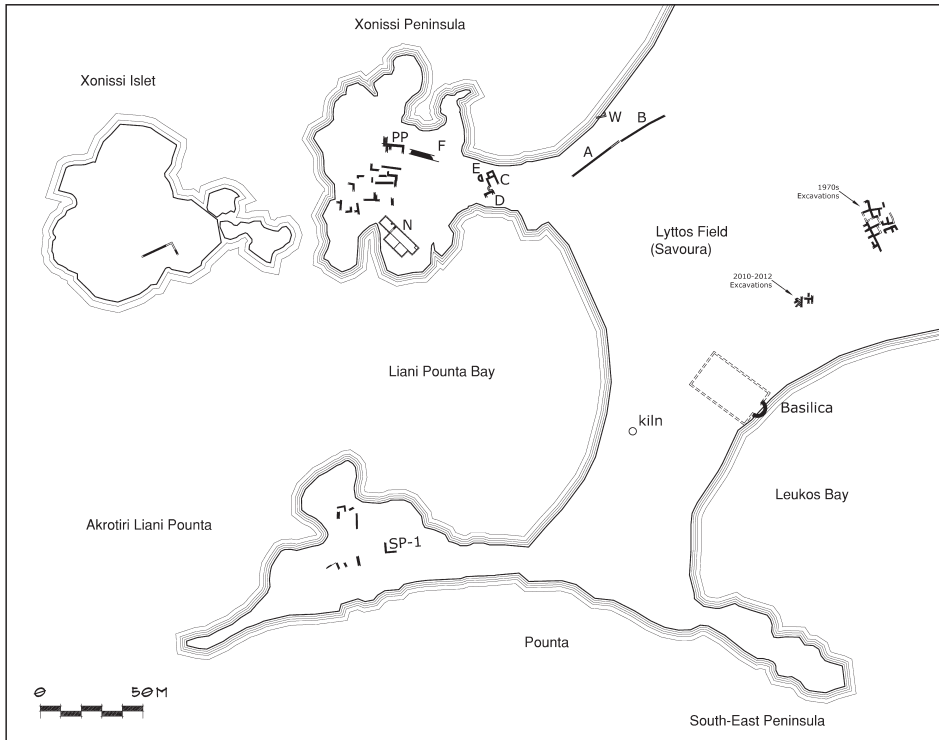 Xonissi Peninsula
Xonissi Islet
W
B
A
PP
F
E
C
D
N
1970s
Excavations
Lyttos Field
(Savoura)
2010-2012
Excavations
Liani Pounta Bay
Basilica
kiln
Leukos Bay
Akrotiri Liani Pounta
SP-1
Pounta
0 50 M
South-East Peninsula